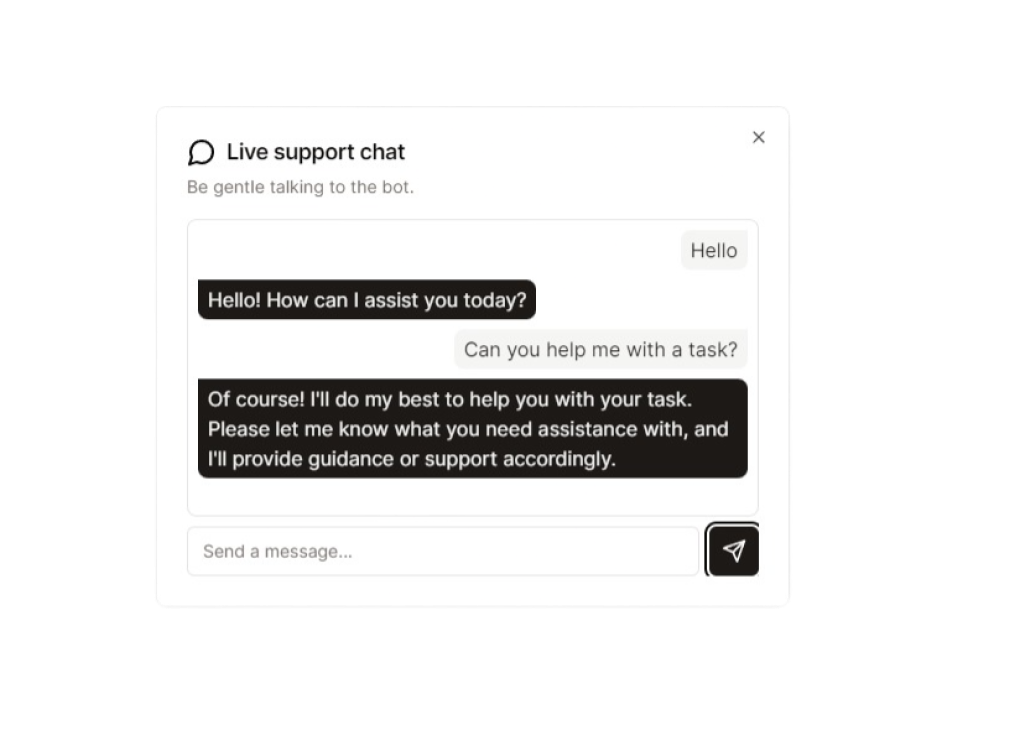 Live support chat
Be gentle talking to the bot.
Hello
Hello! How can I assist you today?
Can you help me with a task?
Of course! I'll do my best to help you with your task.
Please let me know what you need assistance with, and
I'll provide guidance or support accordingly.
Send a message...